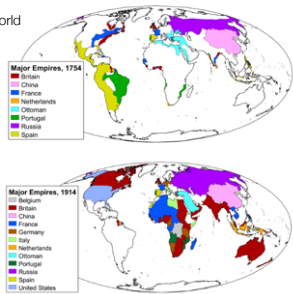 orld
Major Empires, 1754
Britain
China
France
Netherlands
Ottoman
Portugal
Russia
Spain
Major Empires, 1914
Belgium
Britain
China
France
Germany
Italy
Netherlands
Ottoman
Portugal
Russia
Spain
United States